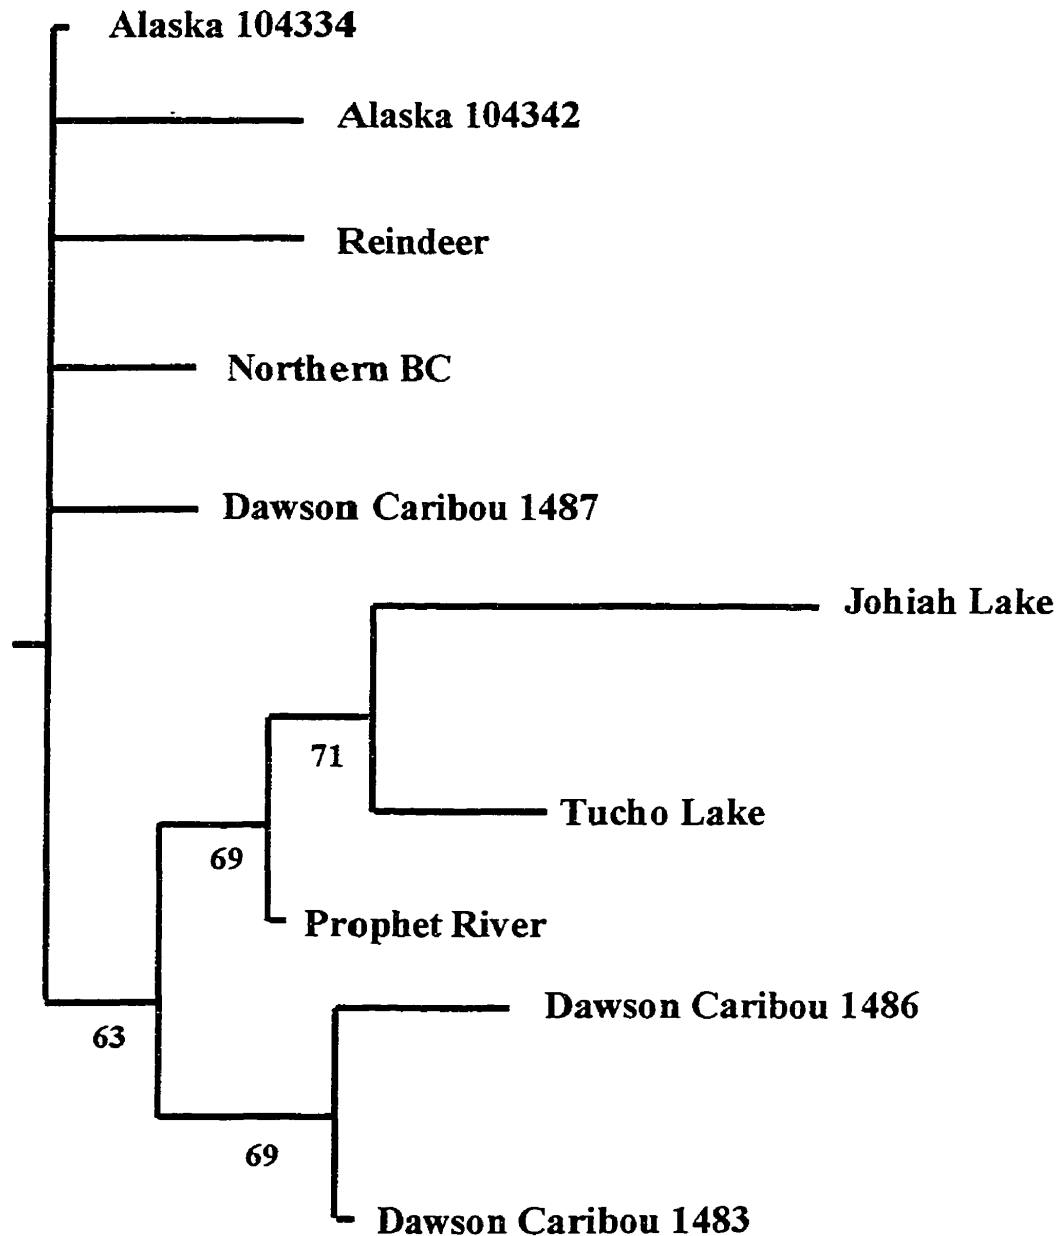 Alaska 104334
Alaska 104342
Reindeer
Northern BC
Dawson Caribou 1487
Johiah Lake
71
Tucho Lake
69
Prophet River
Dawson Caribou 1486
63
69
Dawson Caribou 1483